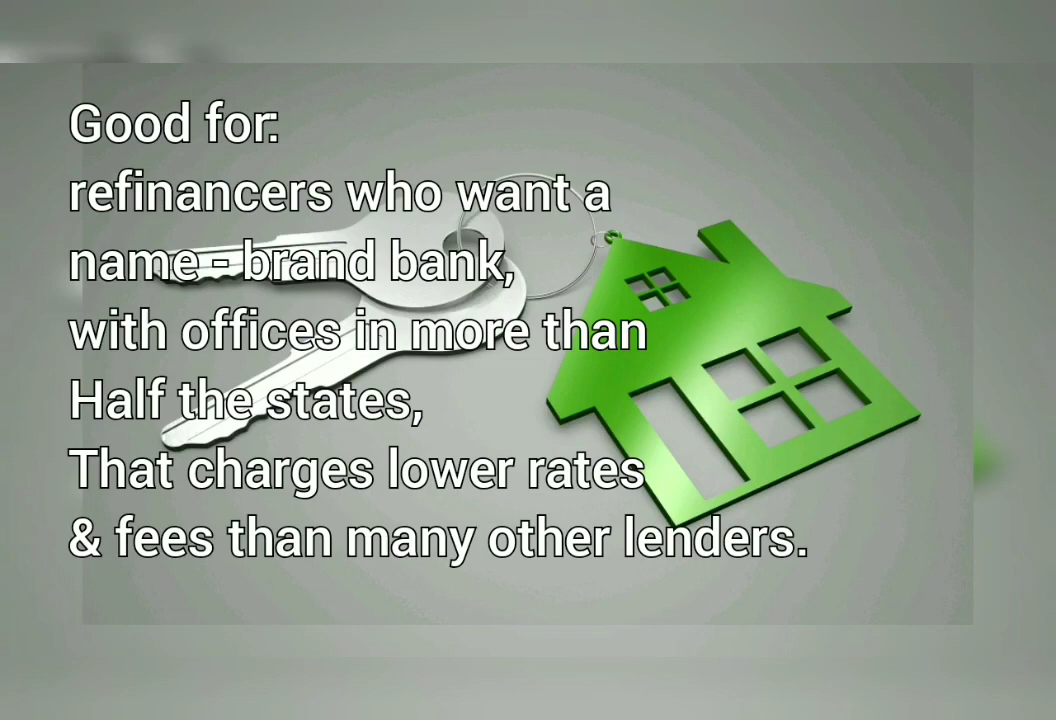 Good for:
refinancers who want a
name - brand bank,
with offices in more than
Half the states,
That charges lower rates
& fees than many other lenders.